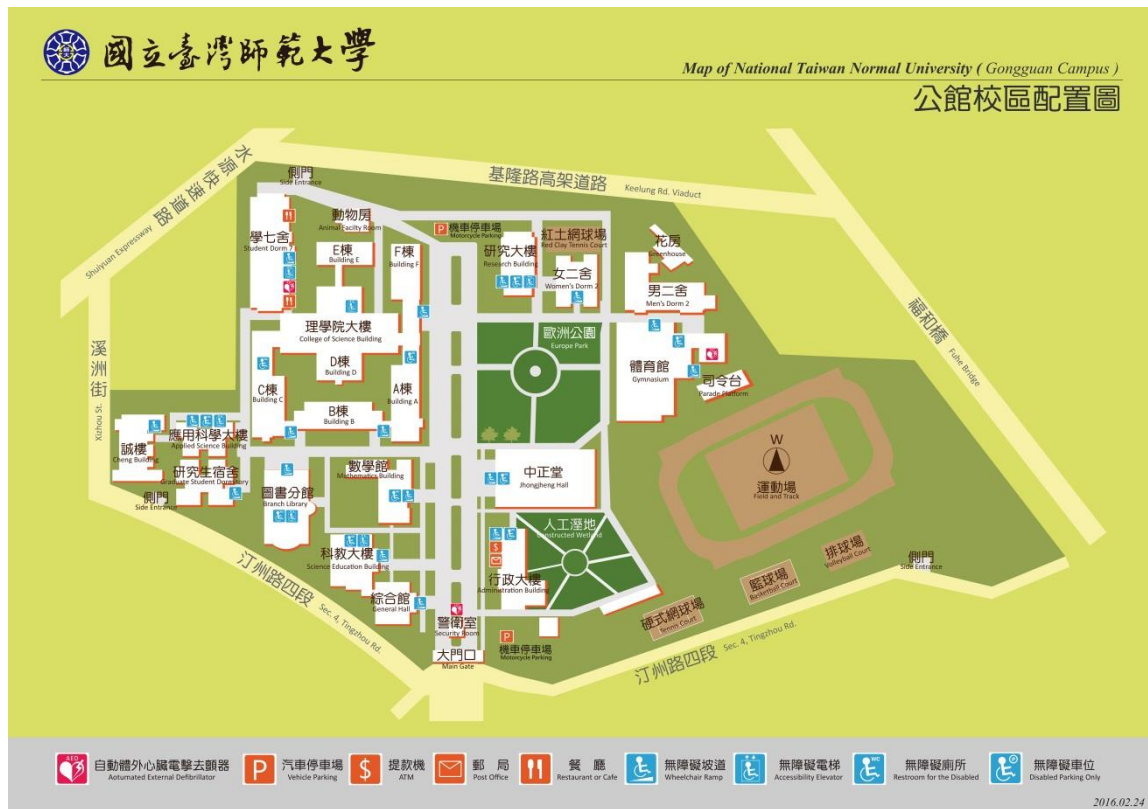 國立臺灣師範大學
Map of National Taiwan Normal University ( Gongguan Campus )
公館校區配置圖
水源快速道路
Shuiyuan Expressway
側門
Side Entrance
基隆路高架道路
Keelung Rd. Viaduct
動物房
Animal Faclty Room
P
機車停車場
Motorcycle Parking
紅土網球場
Red Clay Tennis Court
花房
Greenhouse
學七舍
Student Dorm 7
E棟
Building E
F棟
Building F
研究大樓
Research Building
女二舍
Women's Dorm 2
男二舍
Men's Dorm 2
福和橋
Fuhe Bridge
理學院大樓
College of Science Building
歐洲公園
Europe Park
溪洲街
Xizhou St.
D棟
Building D
體育館
Gymnasium
司令台
Parade Platform
C棟
Building C
A棟
Building A
B棟
Building B
誠樓
Cheng Building
應用科學大樓
Applied Science Building
W
運動場
Field and Track
研究生宿舍
Graduate Student Dormitory
數學館
Mathematics Building
中正堂
Jhongjheng Hall
側門
Side Entrance
圖書分館
Branch Library
人工溼地
Constructed Wetland
科教大樓
Science Education Building
行政大樓
Administration Building
排球場
Volleyball Court
側門
Side Entrance
籃球場
Basketball Court
汀州路四段
Sec. 4, Tingzhou Rd.
綜合館
General Hall
硬式網球場
Tennit Court
警衛室
Security Room
P
機車停車場
Motorcycle Parking
大門口
Main Gate
汀州路四段
Sec. 4, Tingzhou Rd.
AED
自動體外心臟電擊去顫器
Aotumated External Defibrillator
P
汽車停車場
Vehicle Parking
$
提款機
ATM
郵 局
Post Office
餐 廳
Restaurant or Cafe
無障礙坡道
Wheelchair Ramp
無障礙電梯
Accessibility Elevator
WC
無障礙廁所
Restroom for the Disabled
P
無障礙車位
Disabled Parking Only
2016.02.24